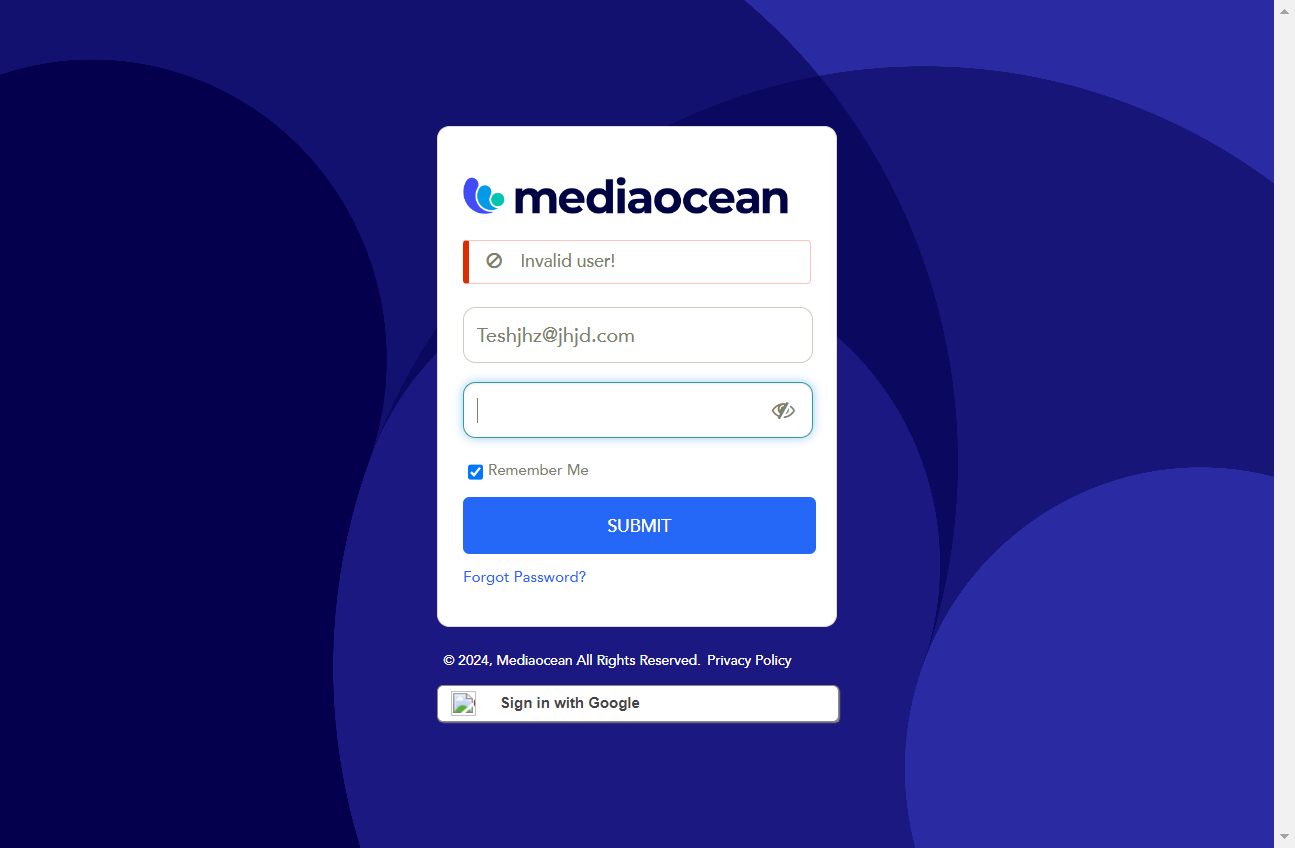 mediaocean
Invalid user!
Teshjhz@jhjd.com
Remember Me
SUBMIT
Forgot Password?
© 2024, Mediaocean All Rights Reserved. Privacy Policy
Sign in with Google